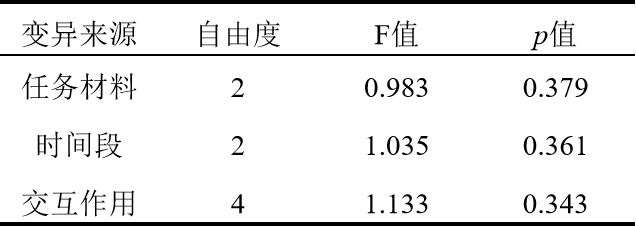 变异来源 自由度 F值 p值
任务材料 2 0.983 0.379
时间段 2 1.035 0.361
交互作用 4 1.133 0.343